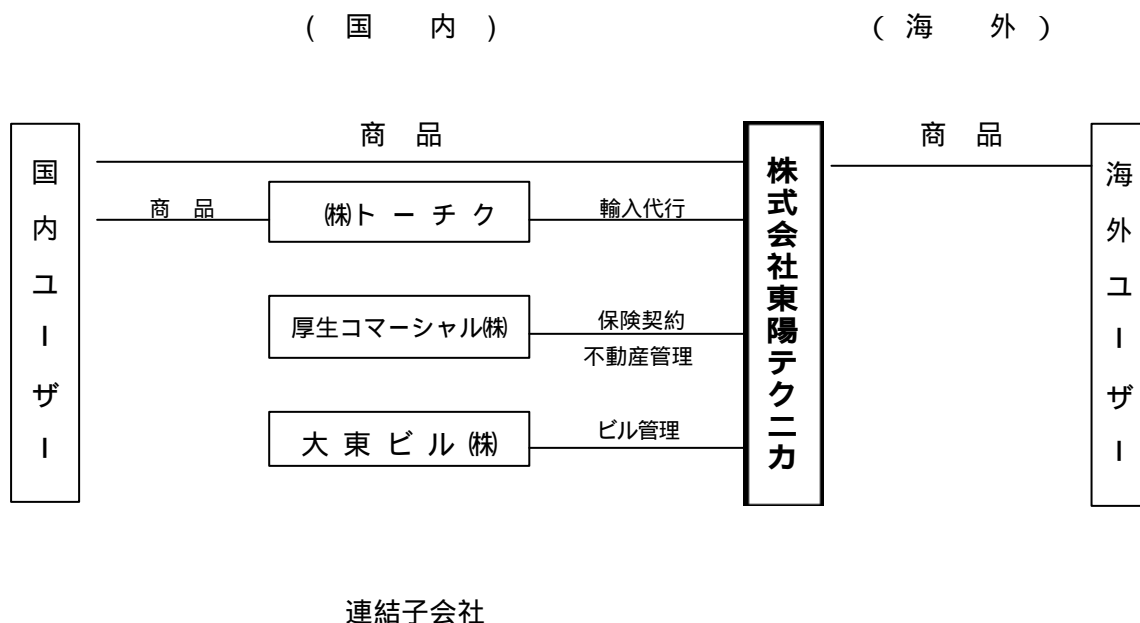 ( 国 内 )
( 海 外 )
商 品
商 品
国内ユーザー
商 品
㈱ト ー チ ク
輸入代行
厚生コマーシャル㈱
保険契約
不動産管理
大 東 ビ ル ㈱
ビル管理
株式会社東陽テクニカ
海外ユーザー
連結子会社